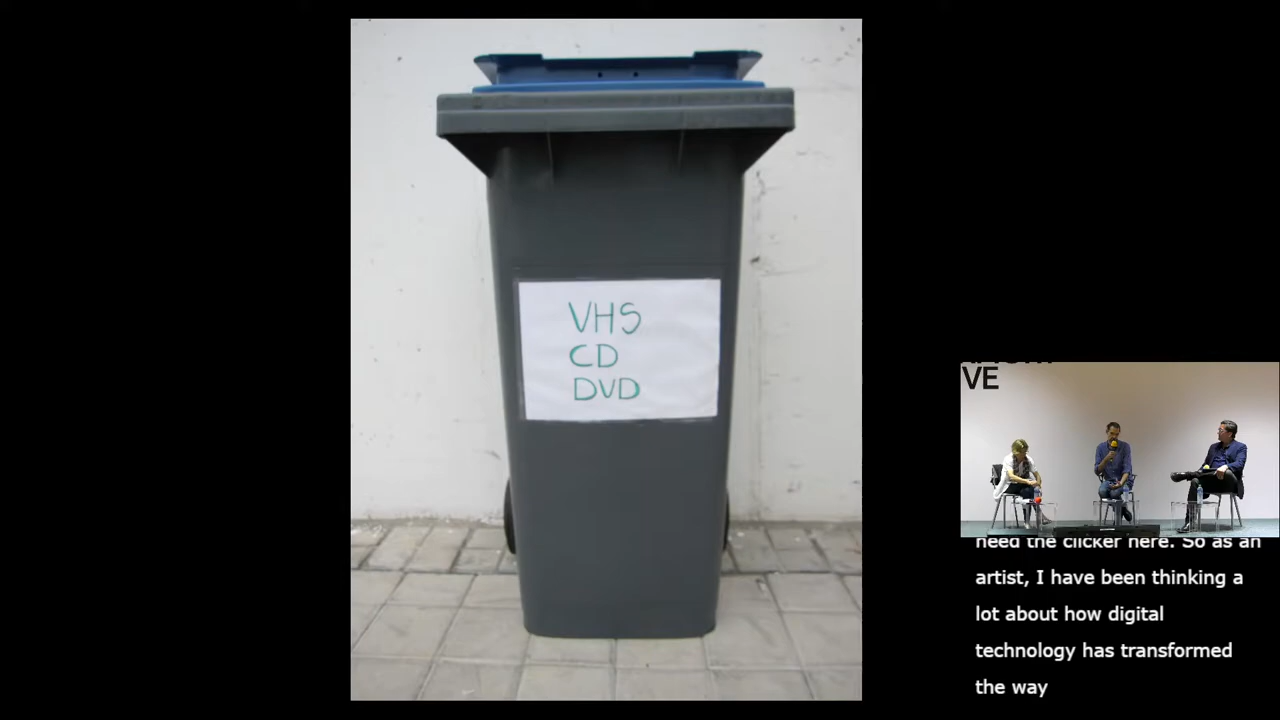 VHS
CD
DVD
VE
need the clicker here. So as an
artist, I have been thinking a
lot about how digital
technology has transformed
the way